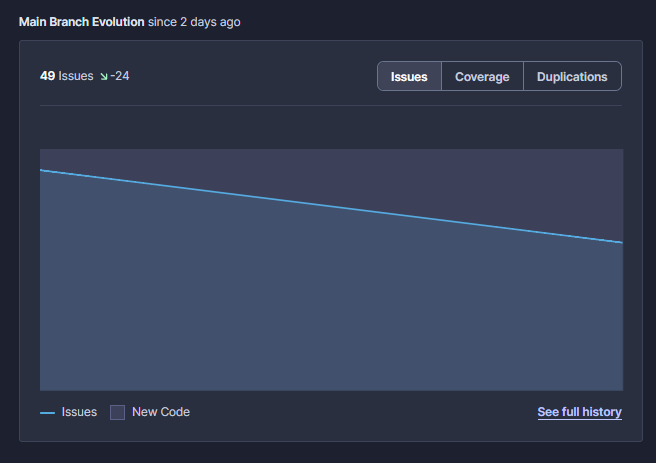 Main Branch Evolution since 2 days ago
49 Issues ↘ -24
Issues Coverage Duplications
Issues New Code See full history